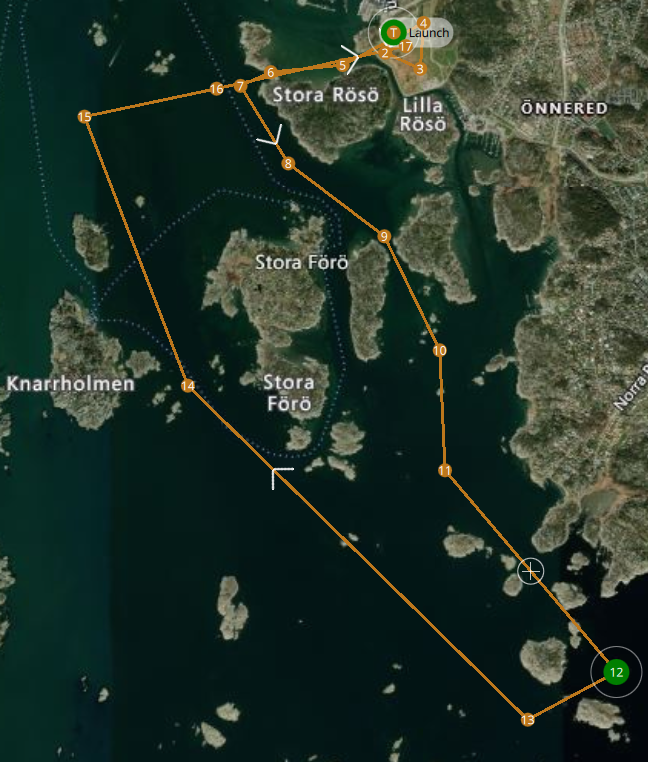 4
T Launch
17
2
5
3
6
7
16
Stora Rösö
Lilla
Rösö
ÖNNERED
15
8
9
Stora Förö
10
Knarrholmen
14
Stora
Förö
11
12
13